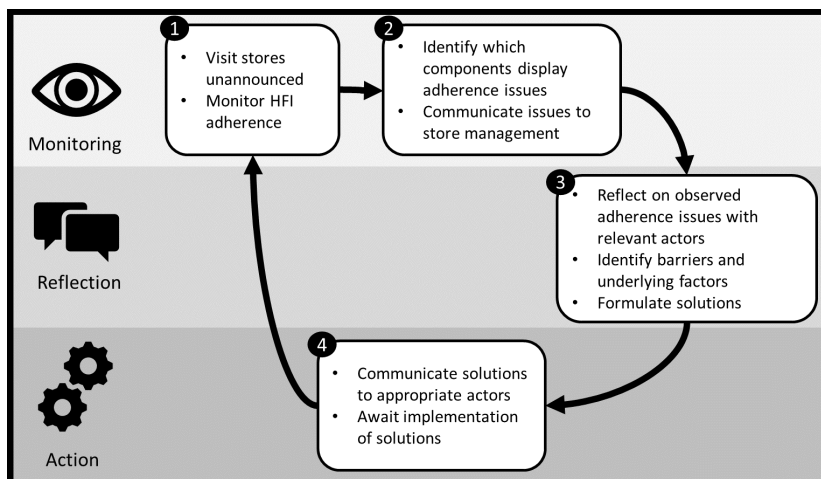 1
• Visit stores
unannounced
• Monitor HFI
adherence
2
• Identify which
components display
adherence issues
• Communicate issues to
store management
Monitoring
3
• Reflect on observed
adherence issues with
relevant actors
• Identify barriers and
underlying factors
• Formulate solutions
Reflection
4
• Communicate solutions
to appropriate actors
• Await implementation
of solutions
Action